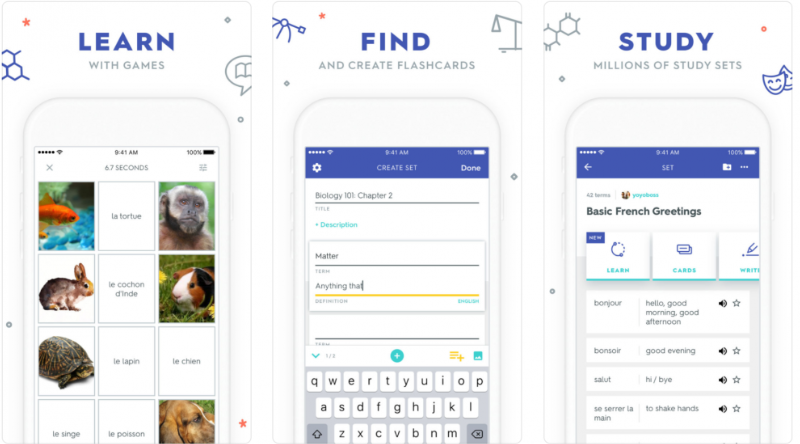 LEARN
WITH GAMES
9:41 AM
100%
6.7 SECONDS
la tortue
le cochon
d'Inde
le lapin
le chien
le singe
le poisson
FIND
AND CREATE FLASHCARDS
9:41 AM
100%
CREATE SET
Done
Biology 101: Chapter 2
TITLE
+ Description
Matter
TERM
Anything that
DEFINITION
ENGLISH
TERM
1/3
q w e r t y u i o p
a s d f g h j k l
z x c v b n m
STUDY
MILLIONS OF STUDY SETS
9:41 AM
100%
SET
42 terms
yoyoboss
Basic French Greetings
NEW
LEARN
CARDS
WRITE
bonjour
hello, good
morning, good
afternoon
bonsoir
good evening
salut
hi / bye
se serrer la
main
to shake hands